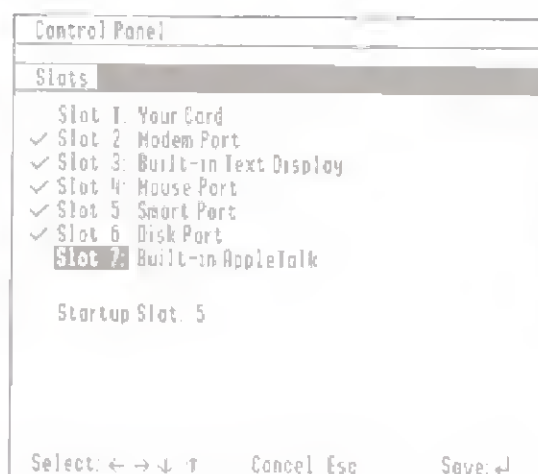 Control Panel
Slots
Slot 1: Your Card
✓ Slot 2: Modem Port
✓ Slot 3: Built-in Text Display
✓ Slot 4: Mouse Port
✓ Slot 5: Smart Port
✓ Slot 6: Disk Port
Slot 7: Built-in AppleTalk
Startup Slot: 5
Select: ← → ↓ ↑ Cancel: Esc Save: ↵